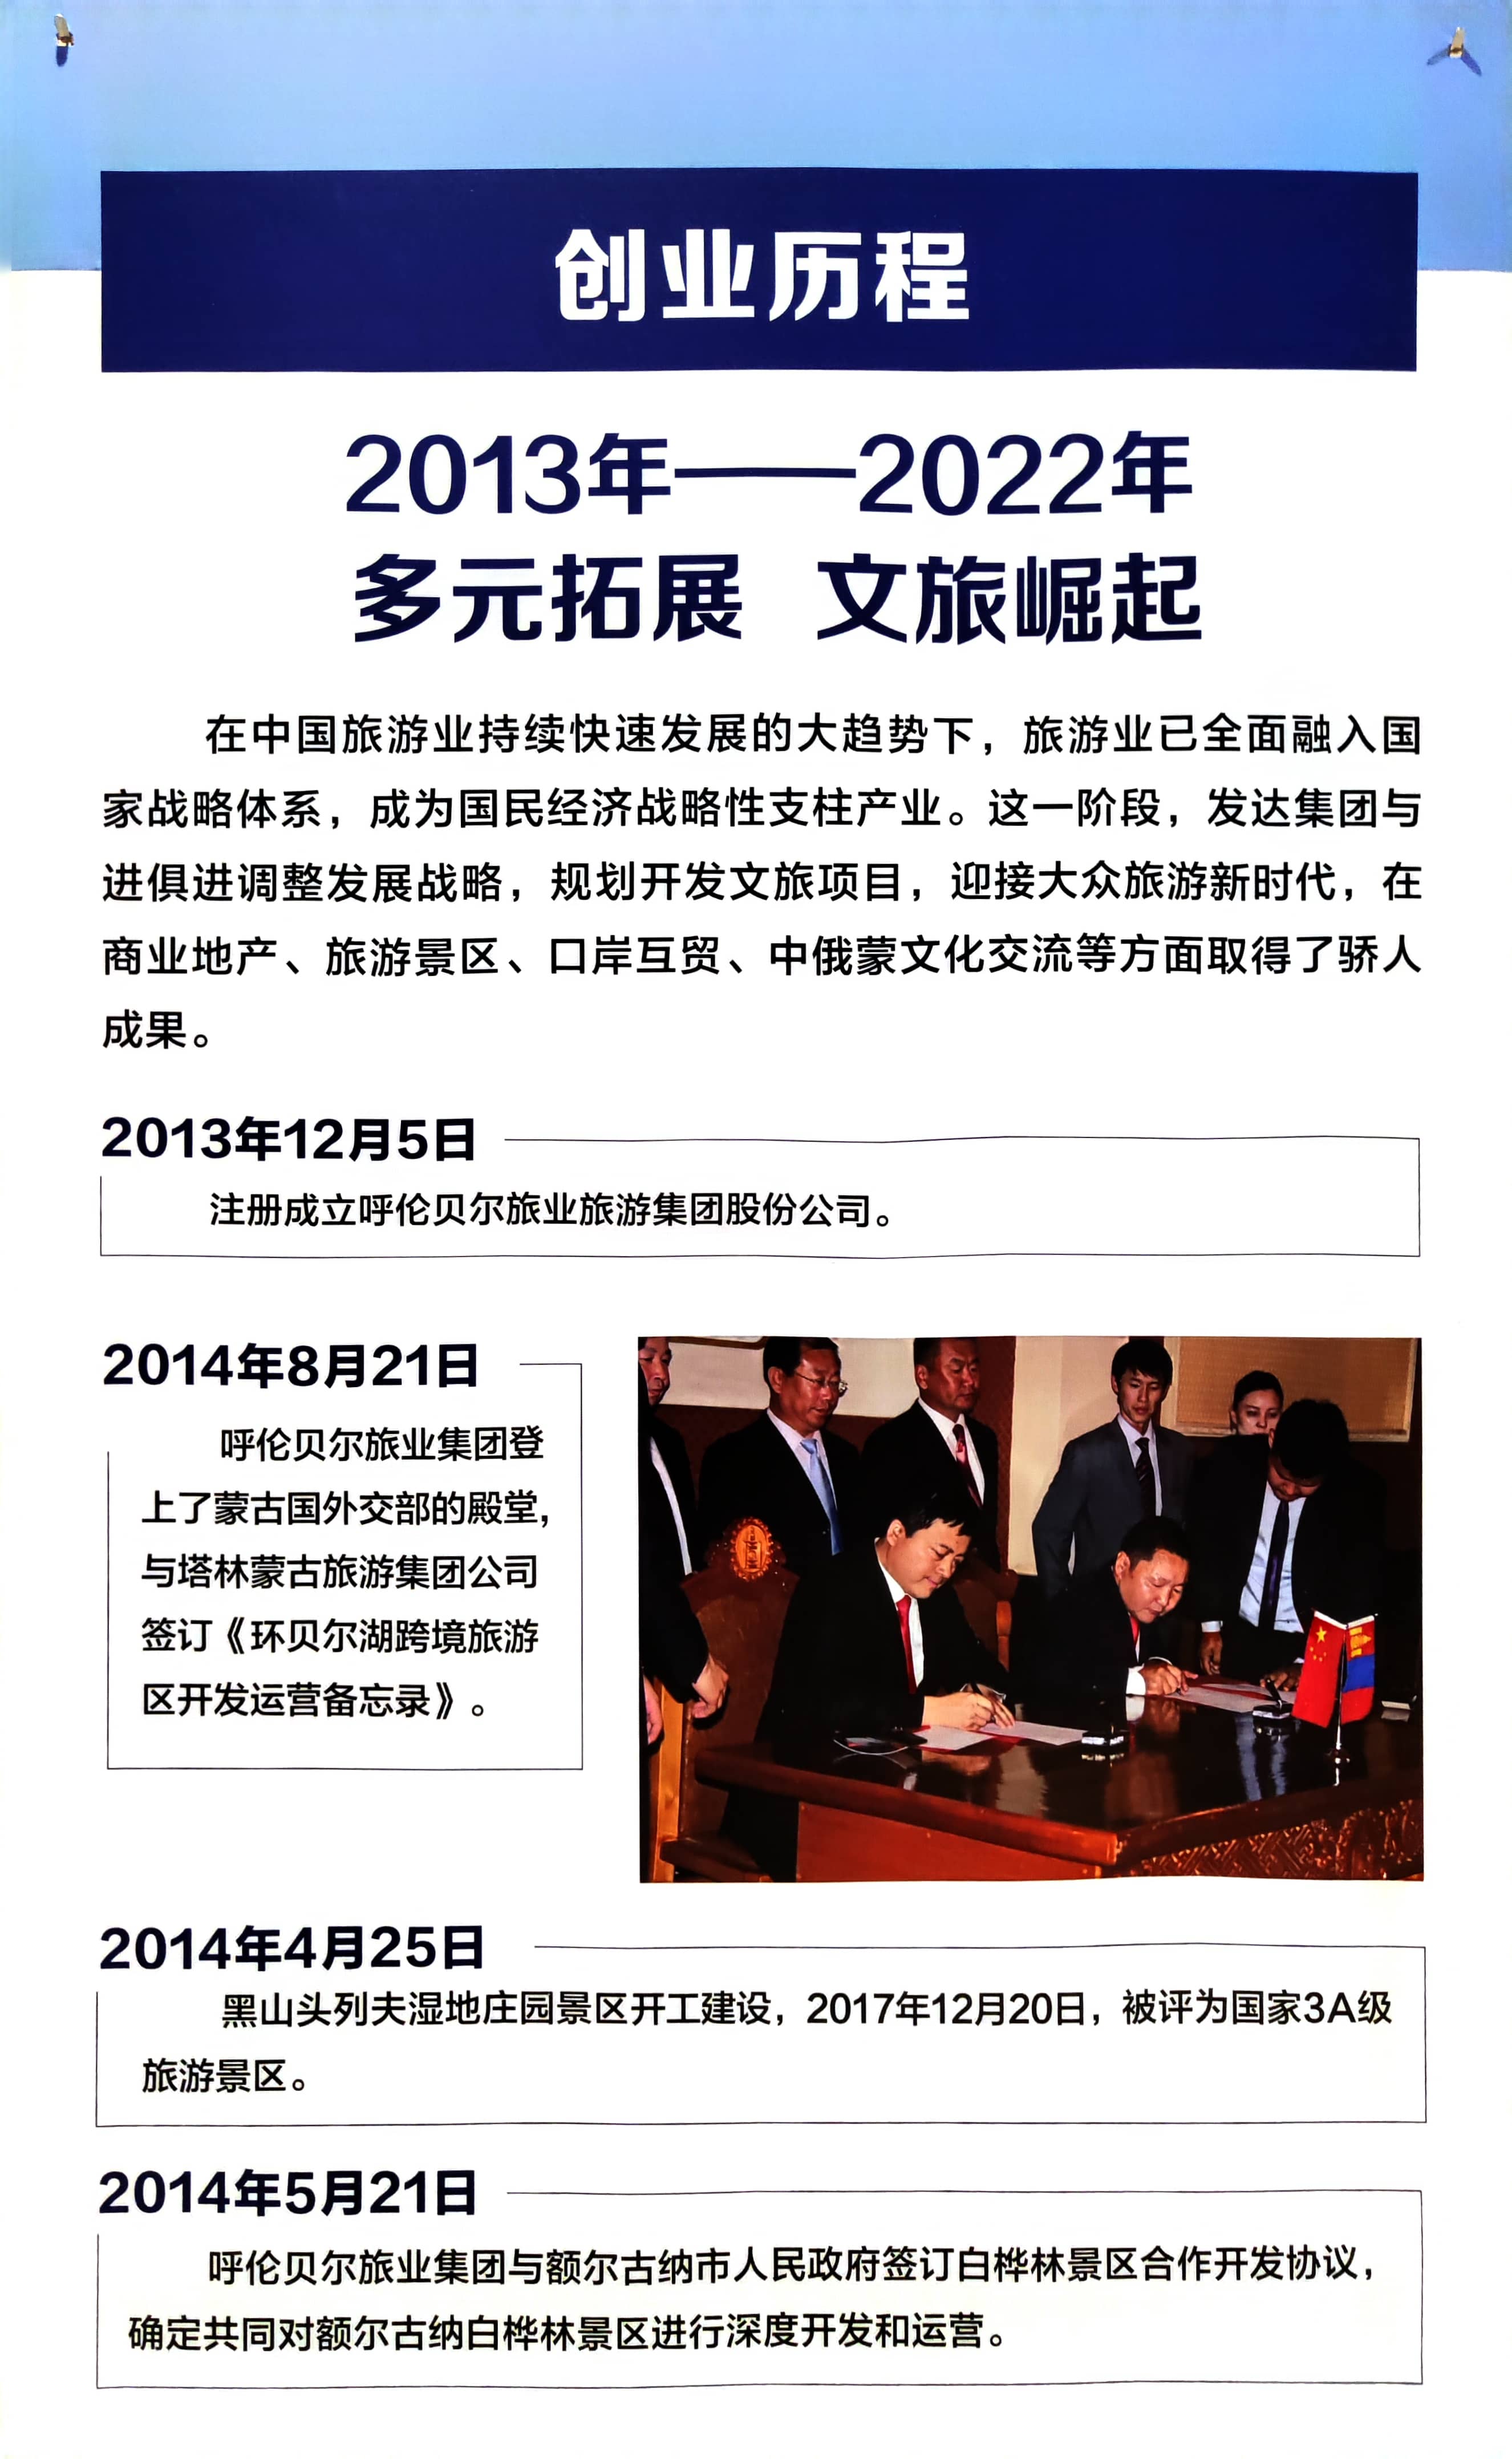 创业历程
2013年——2022年
多元拓展 文旅崛起
在中国旅游业持续快速发展的大趋势下，旅游业已全面融入国
家战略体系，成为国民经济战略性支柱产业。这一阶段，发达集团与
进俱进调整发展战略，规划开发文旅项目，迎接大众旅游新时代，在
商业地产、旅游景区、口岸互贸、中俄蒙文化交流等方面取得了骄人
成果。
2013年12月5日
注册成立呼伦贝尔旅业旅游集团股份公司。
2014年8月21日
呼伦贝尔旅业集团登
上了蒙古国外交部的殿堂，
与塔林蒙古旅游集团公司
签订《环贝尔湖跨境旅游
区开发运营备忘录》。
2014年4月25日
黑山头列夫湿地庄园景区开工建设，2017年12月20日，被评为国家3A级
旅游景区。
2014年5月21日
呼伦贝尔旅业集团与额尔古纳市人民政府签订白桦林景区合作开发协议，
确定共同对额尔古纳白桦林景区进行深度开发和运营。